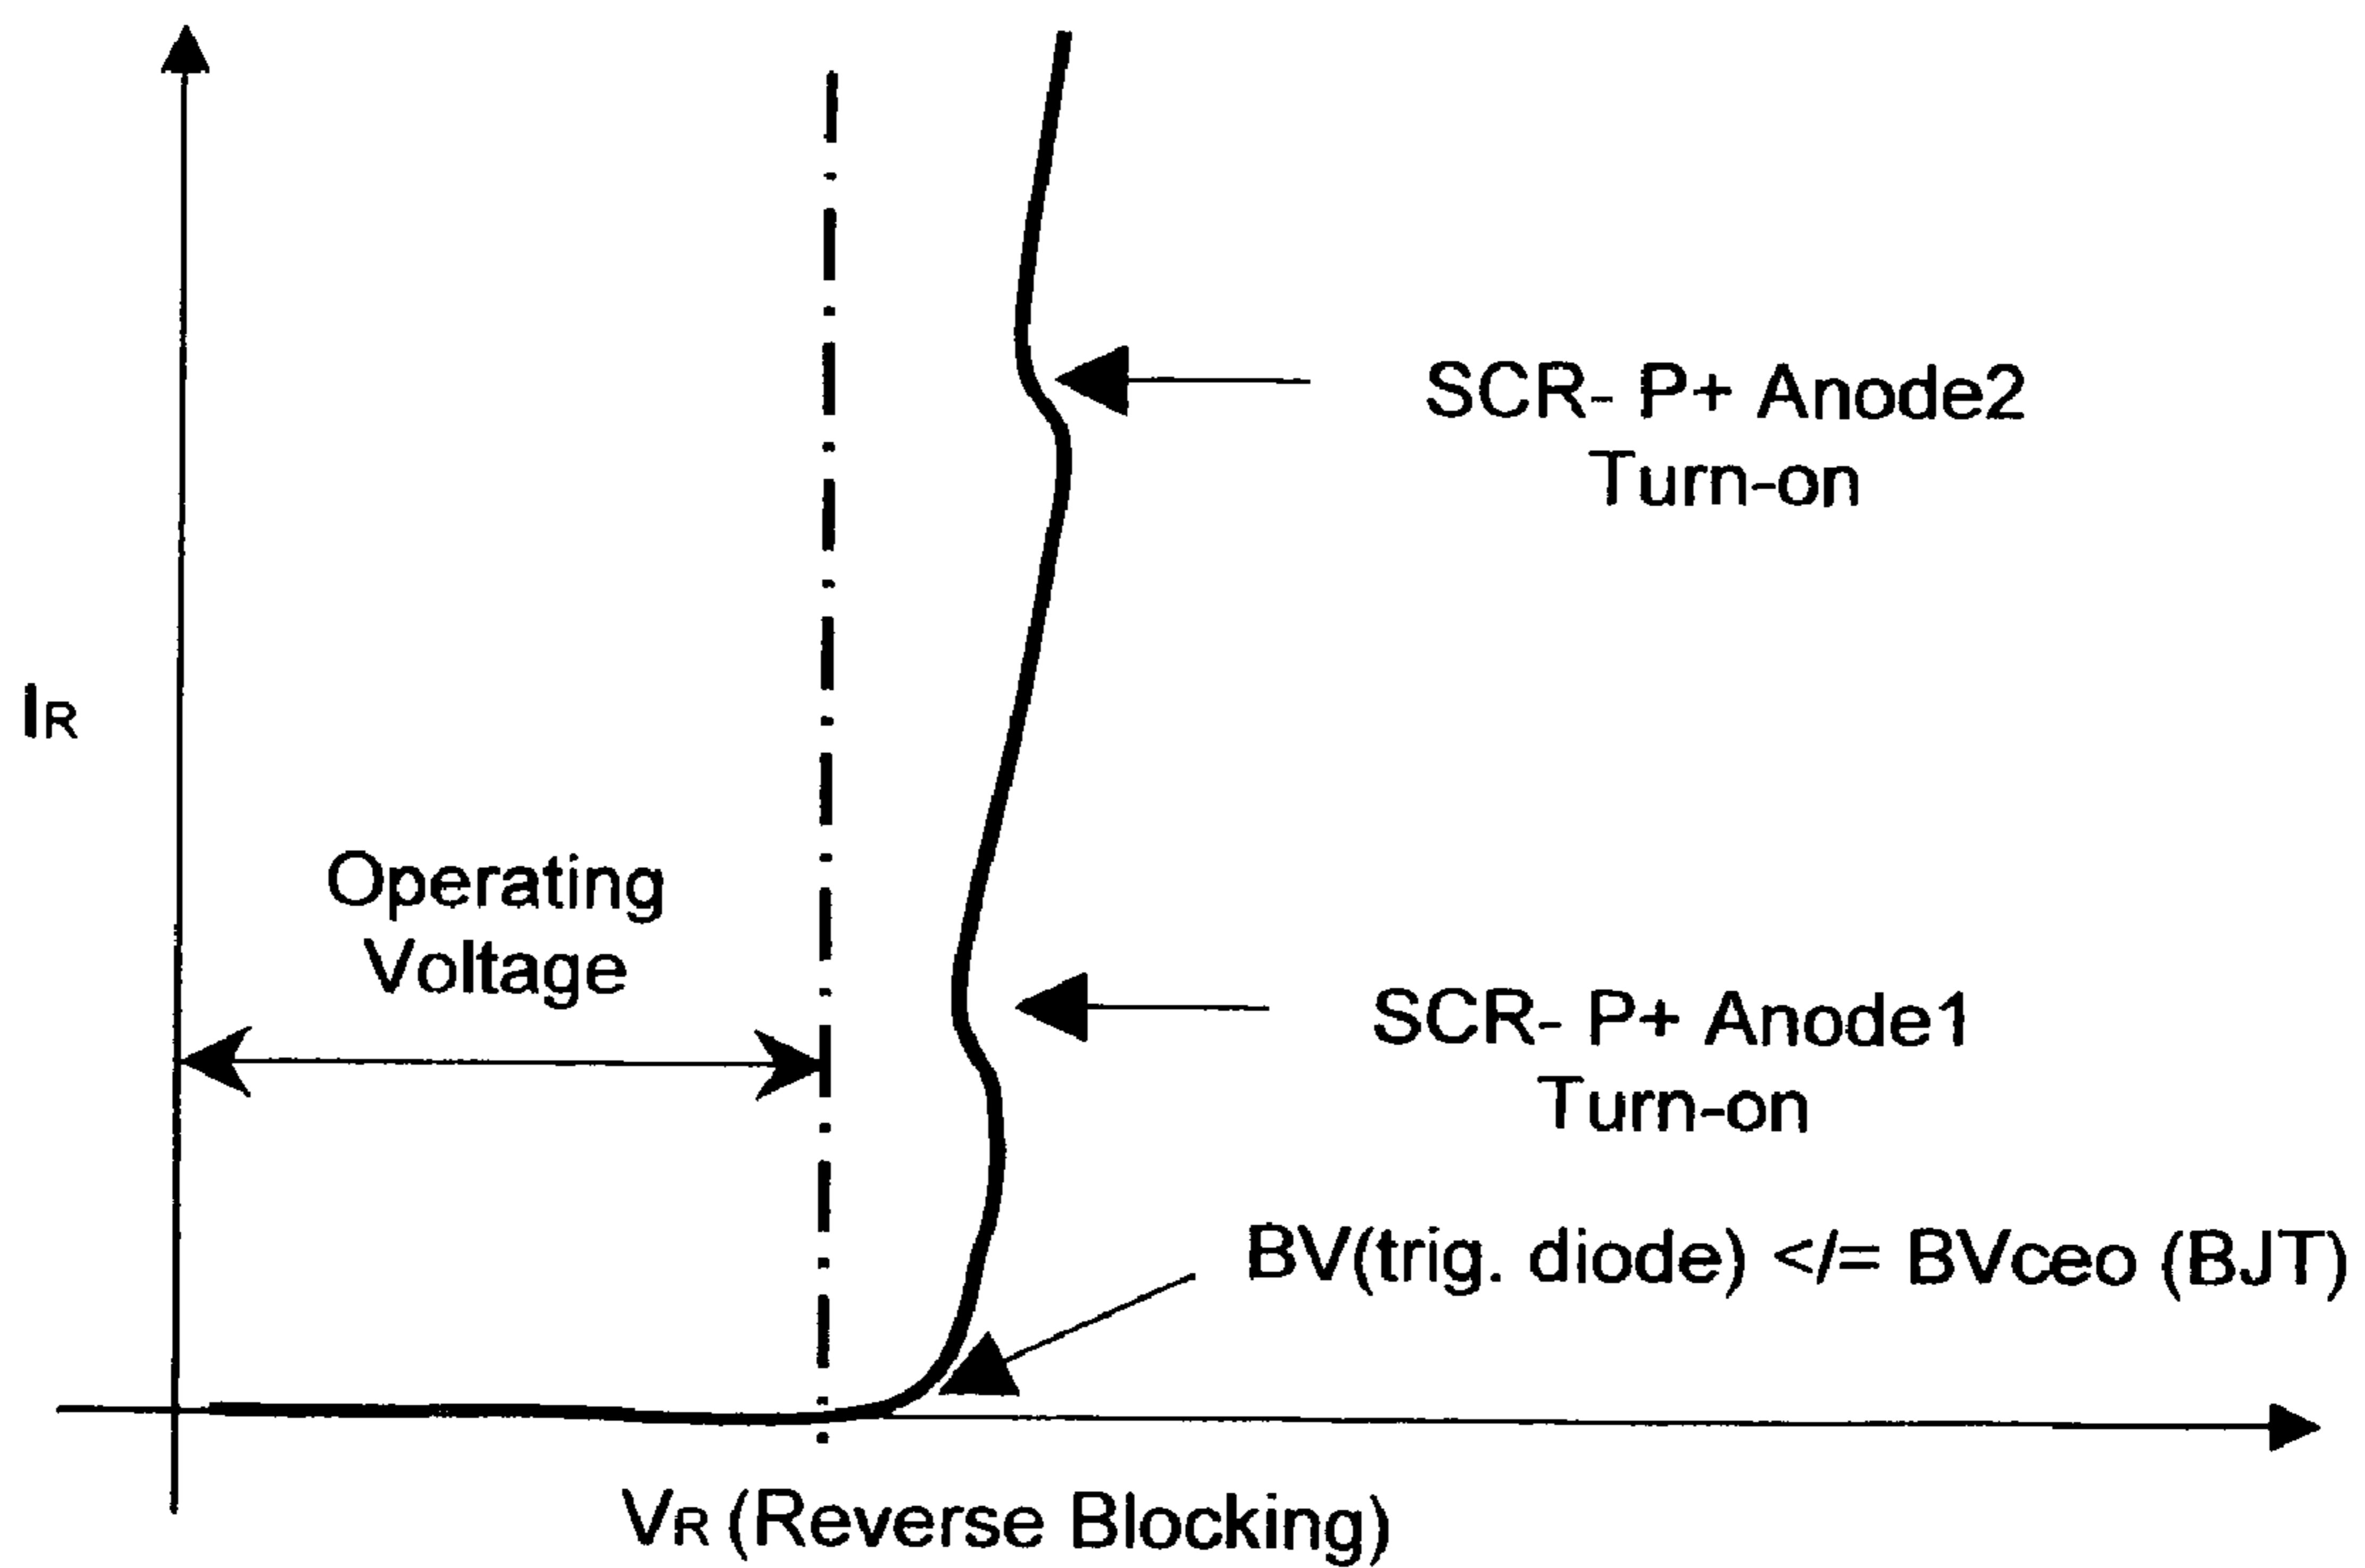 SCR- P+ Anode2
Turn-on
IR
Operating
Voltage
SCR- P+ Anode1
Turn-on
BV(trig. diode) </= BVceo (BJT)
VR (Reverse Blocking)